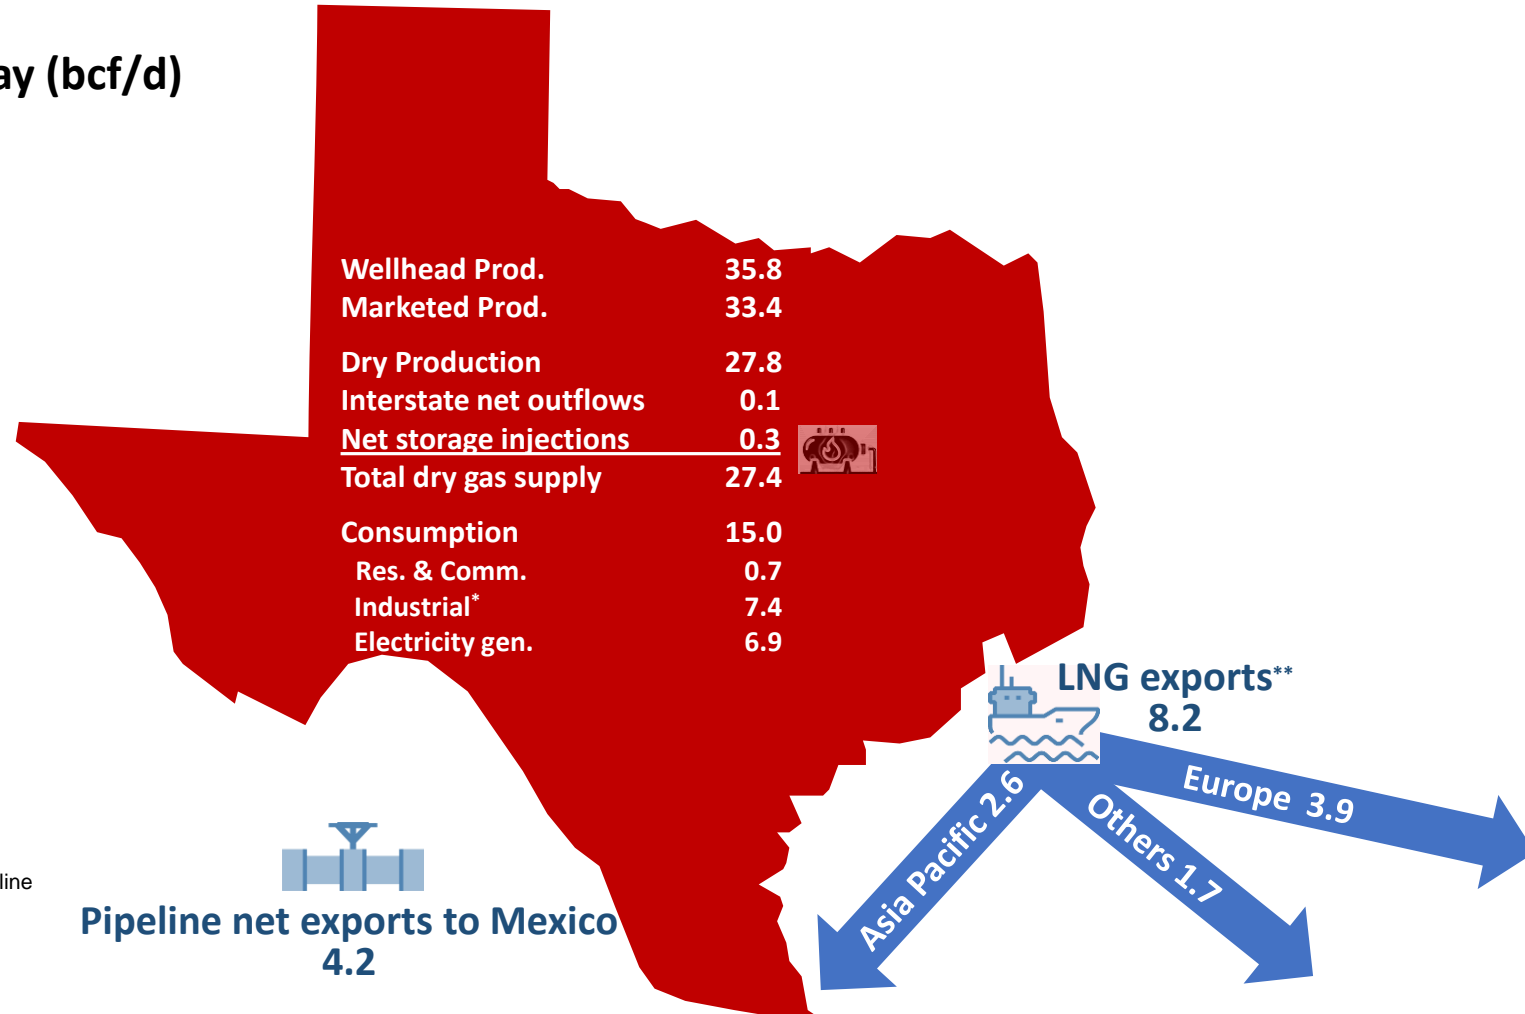 ay (bcf/d)
Wellhead Prod. 35.8
Marketed Prod. 33.4
Dry Production 27.8
Interstate net outflows 0.1
Net storage injections 0.3
Total dry gas supply 27.4
Consumption 15.0
Res. & Comm. 0.7
Industrial* 7.4
Electricity gen. 6.9
LNG exports**
8.2
Europe 3.9
Others 1.7
Asia Pacific 2.6
line
Pipeline net exports to Mexico
4.2